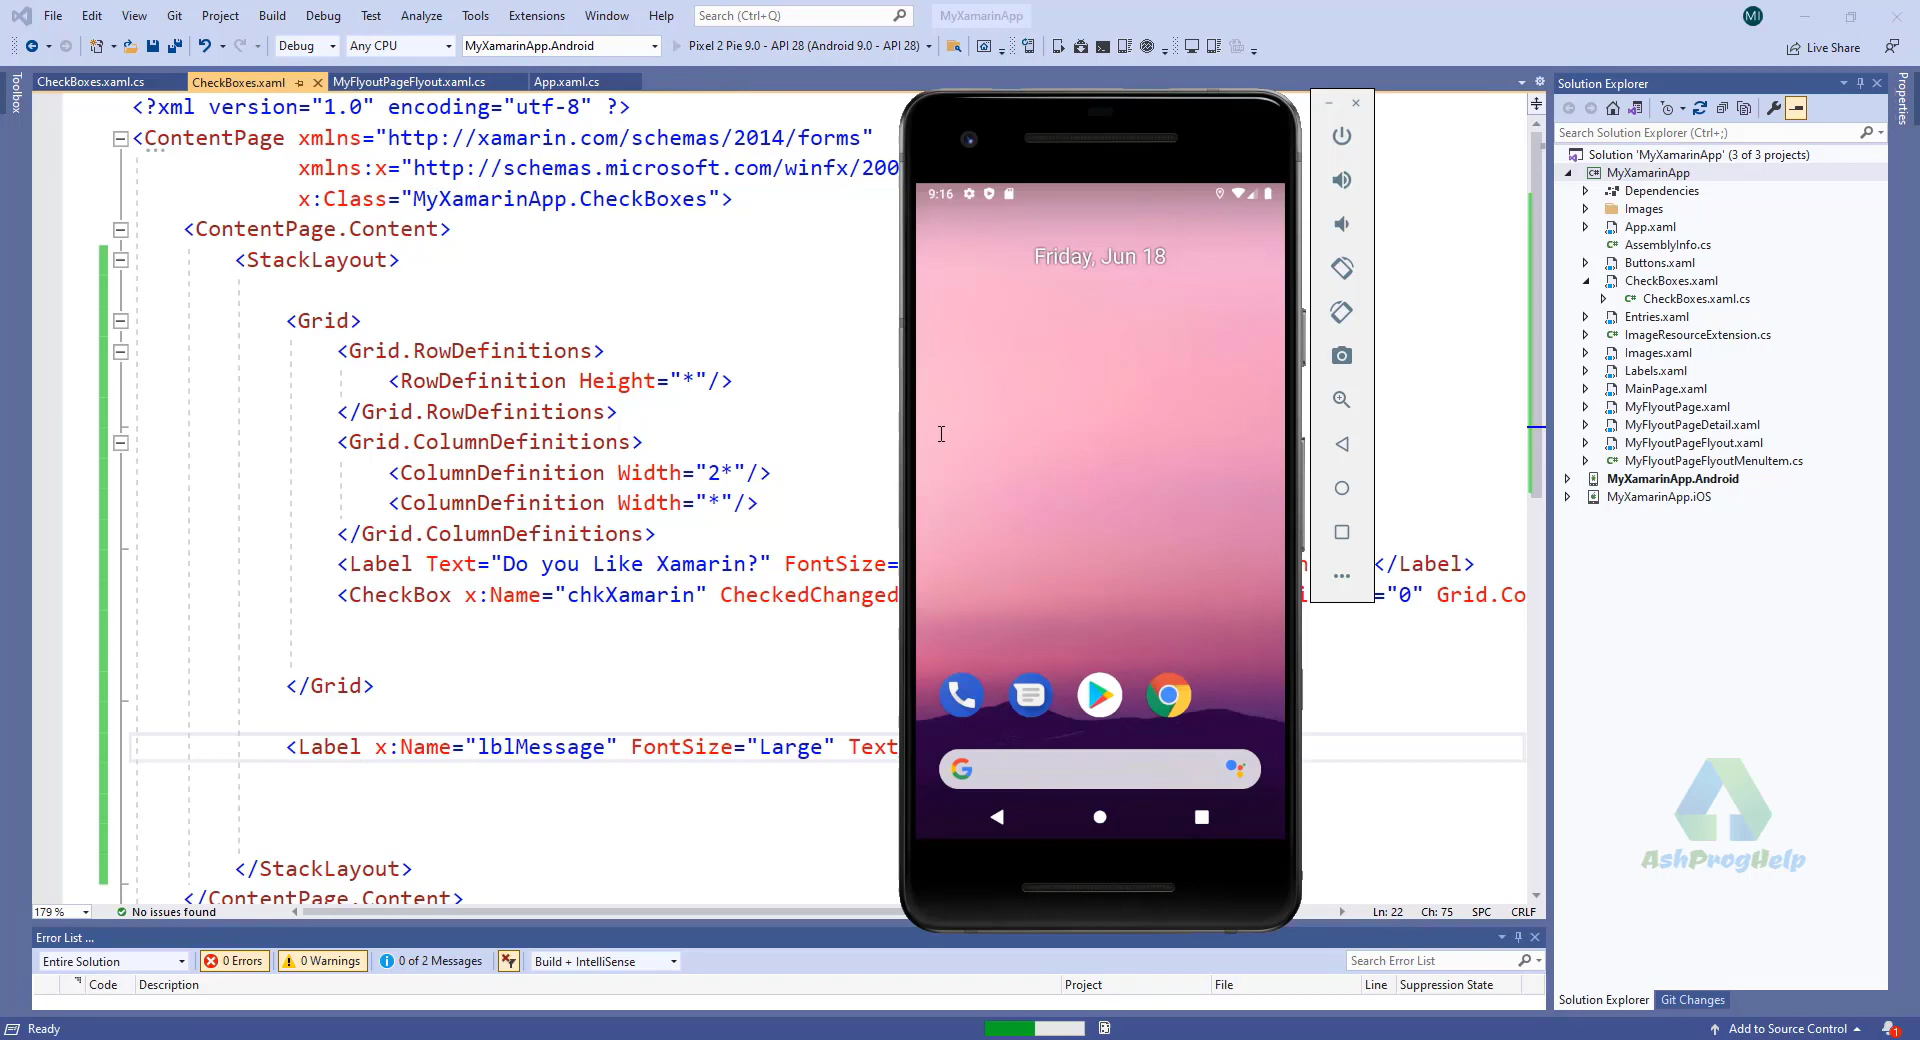 File Edit View Git Project Build Debug Test Analyze Tools Extensions Window Help Search (Ctrl+Q) MyXamarinApp MI
Debug Any CPU MyXamarinApp.Android Pixel 2 Pie 9.0 - API 28 (Android 9.0 - API 28) Live Share
Toolbox
CheckBoxes.xaml.cs CheckBoxes.xaml MyFlyoutPageFlyout.xaml.cs App.xaml.cs
<?xml version="1.0" encoding="utf-8" ?>
<ContentPage xmlns="http://xamarin.com/schemas/2014/forms"
xmlns:x="http://schemas.microsoft.com/winfx/200
x:Class="MyXamarinApp.CheckBoxes">
<ContentPage.Content>
<StackLayout>
<Grid>
<Grid.RowDefinitions>
<RowDefinition Height="*"/>
</Grid.RowDefinitions>
<Grid.ColumnDefinitions>
<ColumnDefinition Width="2*"/>
<ColumnDefinition Width="*"/>
</Grid.ColumnDefinitions>
<Label Text="Do you Like Xamarin?" FontSize= </Label>
<CheckBox x:Name="chkXamarin" CheckedChanged ="0" Grid.Co
</Grid>
<Label x:Name="lblMessage" FontSize="Large" Text
</StackLayout>
</ContentPage.Content>
9:16
Friday, Jun 18
179 % No issues found Ln: 22 Ch: 75 SPC CRLF
Error List ...
Entire Solution 0 Errors 0 Warnings 0 of 2 Messages Build + IntelliSense Search Error List
Code Description Project File Line Suppression State
Solution Explorer
Search Solution Explorer (Ctrl+;)
Solution 'MyXamarinApp' (3 of 3 projects)
MyXamarinApp
Dependencies
Images
App.xaml
AssemblyInfo.cs
Buttons.xaml
CheckBoxes.xaml
CheckBoxes.xaml.cs
Entries.xaml
ImageResourceExtension.cs
Images.xaml
Labels.xaml
MainPage.xaml
MyFlyoutPage.xaml
MyFlyoutPageDetail.xaml
MyFlyoutPageFlyout.xaml
MyFlyoutPageFlyoutMenuItem.cs
MyXamarinApp.Android
MyXamarinApp.iOS
AshProgHelp
Solution Explorer Git Changes
Properties
Ready Add to Source Control 1